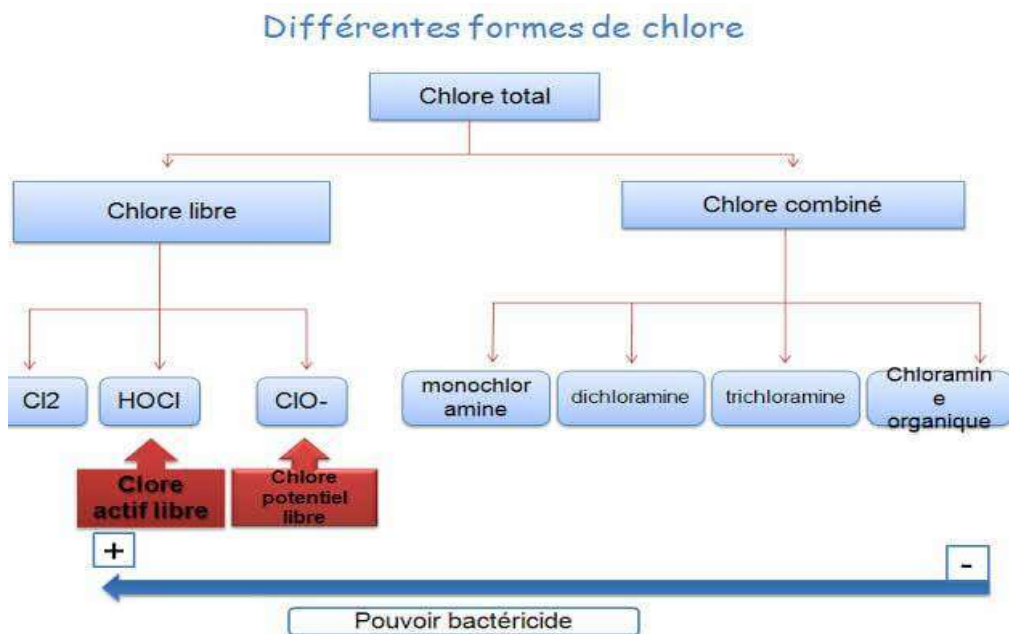 Différentes formes de chlore
Chlore total
Chlore libre
Chlore combiné
Cl2
HOCl
ClO-
monochlor
amine
dichloramine
trichloramine
Chloramin
e
organique
Clore
actif libre
Chlore
potentiel
libre
+
-
Pouvoir bactéricide